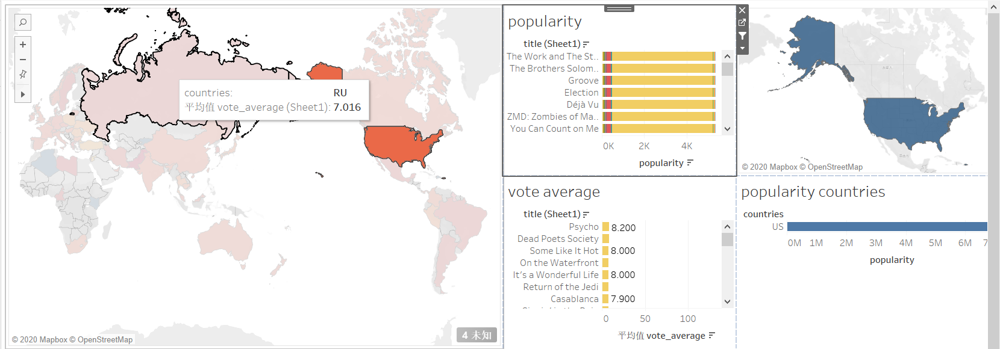 countries: RU
平均值 vote_average (Sheet1): 7.016
© 2020 Mapbox © OpenStreetMap
4 未知
popularity
title (Sheet1)
The Work and The St..
The Brothers Solom..
Groove
Election
Déjà Vu
ZMD: Zombies of Ma..
You Can Count on Me
0K 2K 4K
popularity
© 2020 Mapbox © OpenStreetMap
vote average
title (Sheet1)
Psycho 8.200
Dead Poets Society
Some Like It Hot 8.000
On the Waterfront
It's a Wonderful Life 8.000
Return of the Jedi
Casablanca 7.900
0 50 100
平均值 vote_average
popularity countries
countries
US
0M 1M 2M 3M 4M 5M 6M 7
popularity